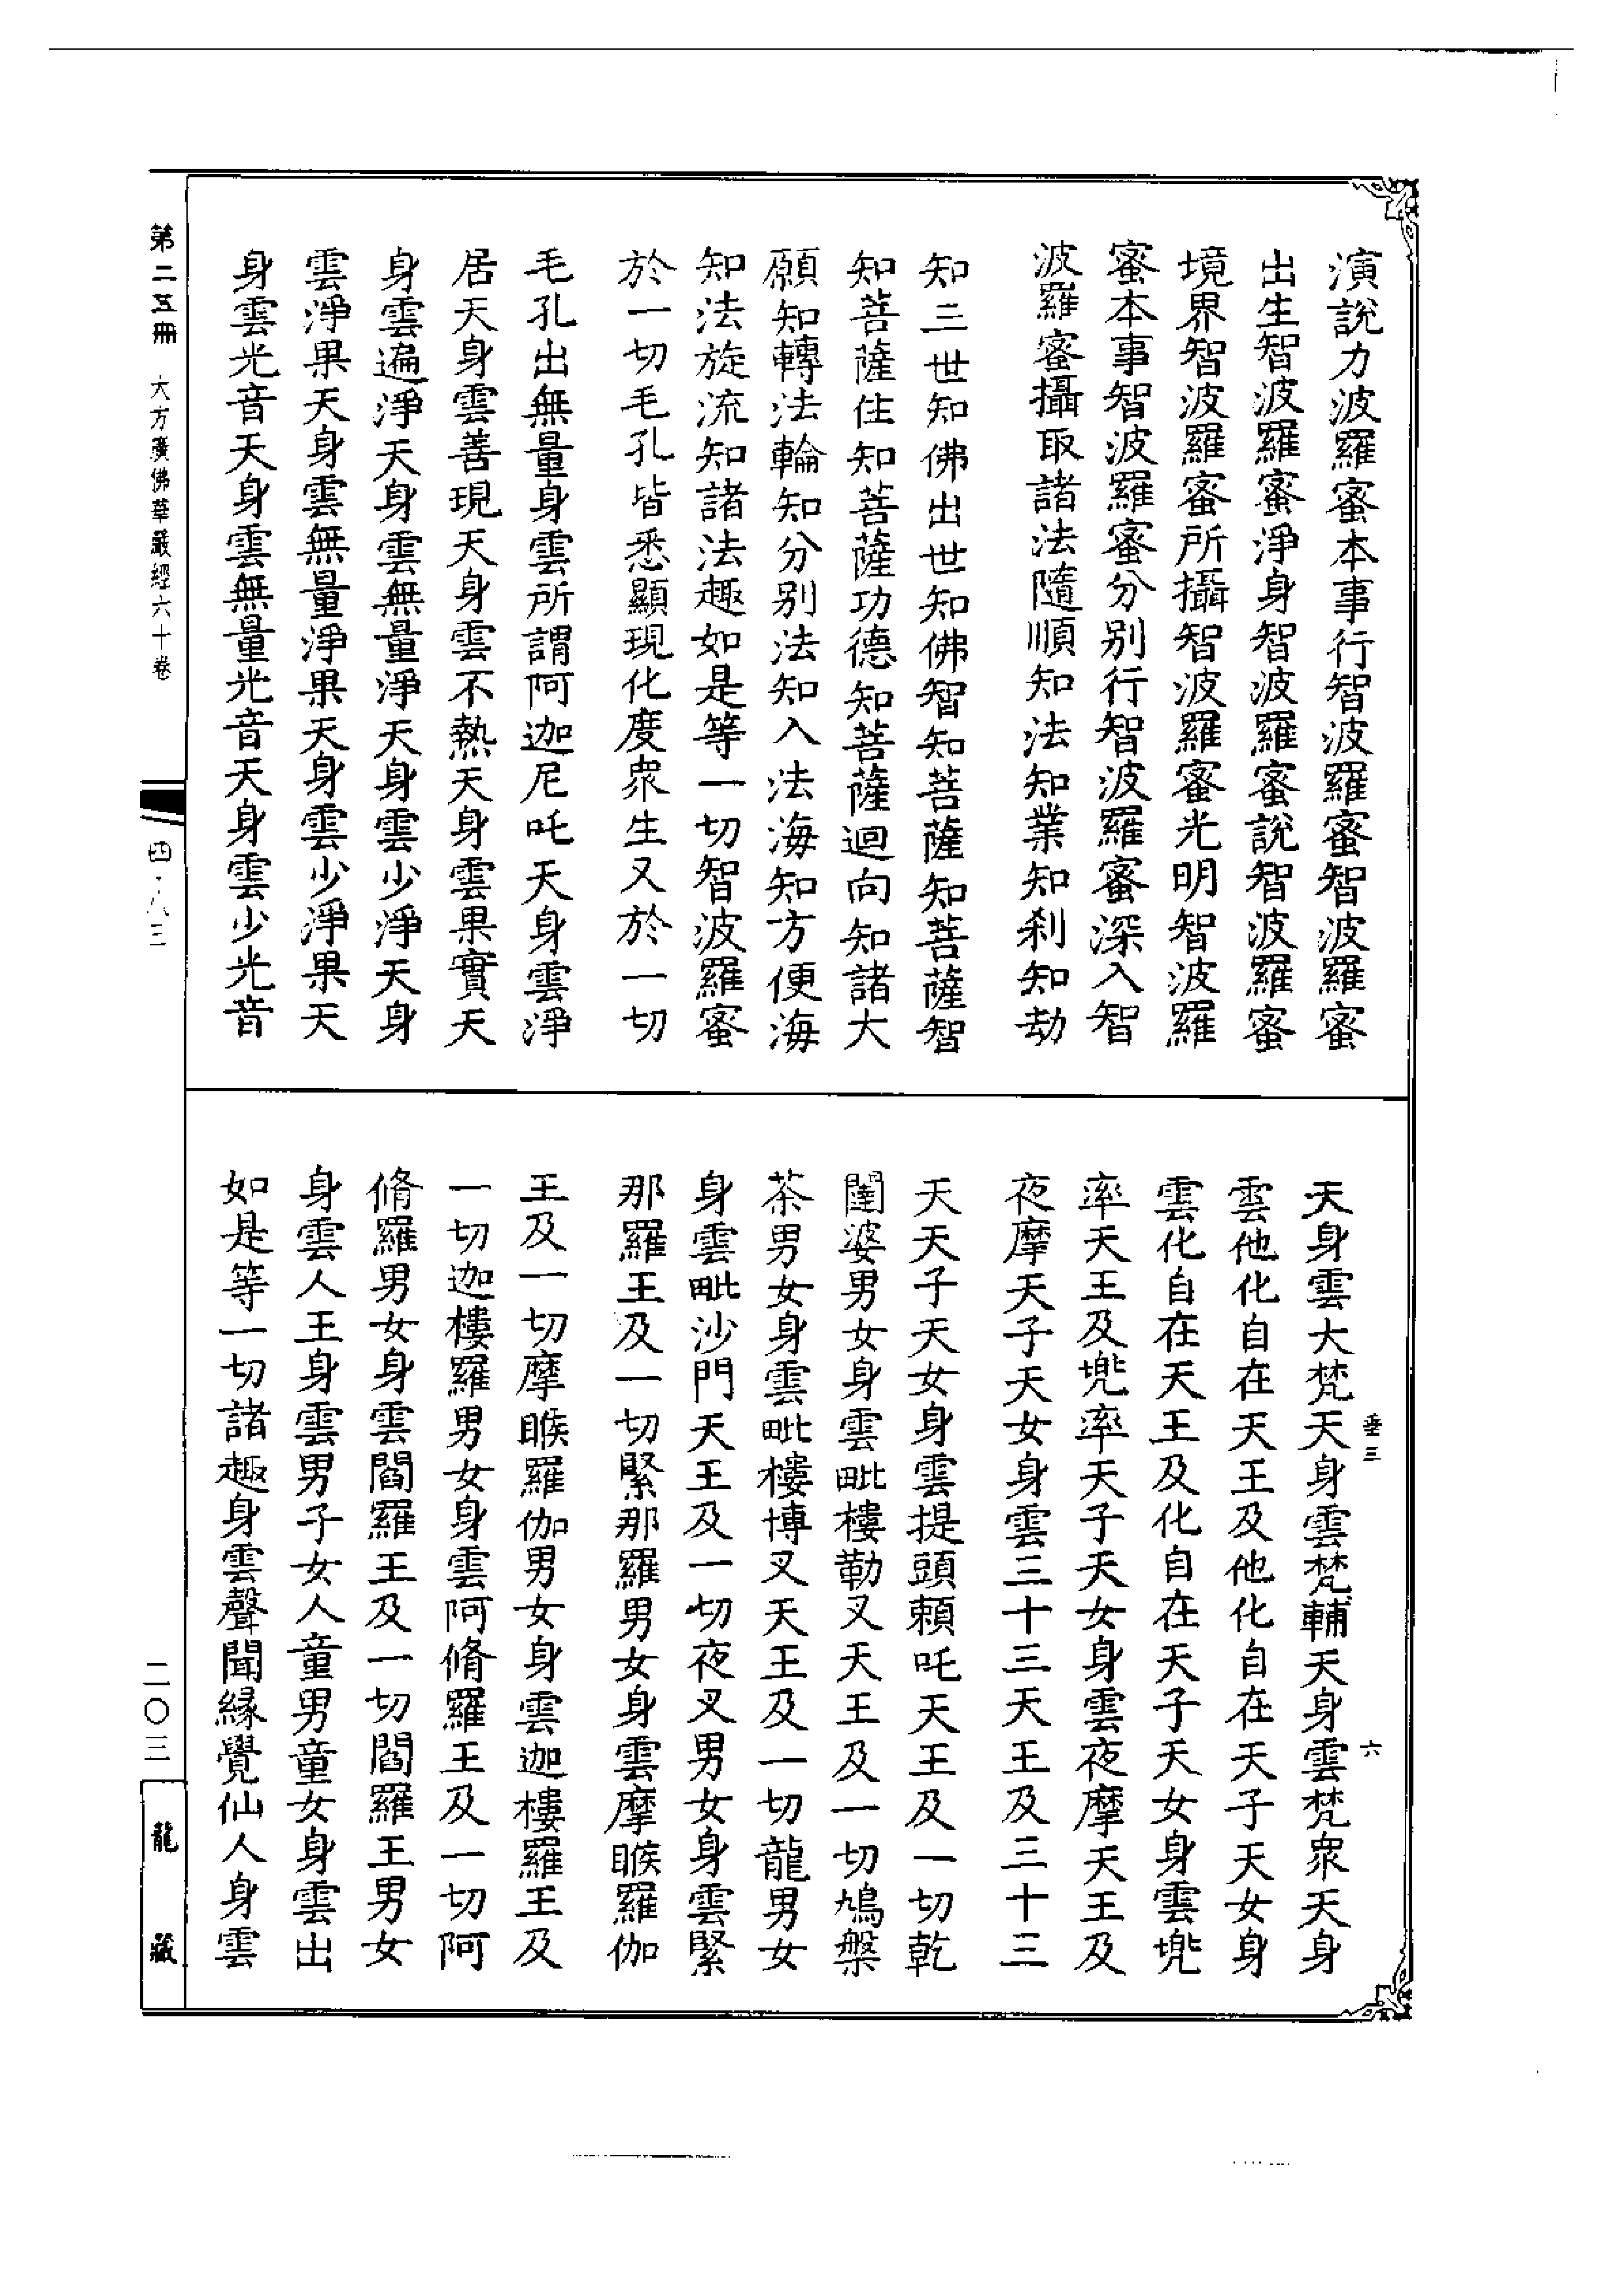 演說力波羅蜜本事行智波羅蜜智波羅蜜
出生智波羅蜜淨身智波羅蜜說智波羅蜜
境界智波羅蜜所攝智波羅蜜光明智波羅
蜜本事智波羅蜜分別行智波羅蜜深入智
波羅蜜攝取諸法隨順知法知業知刹知劫
知三世知佛出世知佛智知菩薩知菩薩智
知菩薩住知菩薩功德知菩薩迴向知諸大
願知轉法輪知分別法知入法海知方便海
知法旋流知諸法趣如是等一切智波羅蜜
於一切毛孔皆悉顯現化度眾生又於一切
毛孔出無量身雲所謂阿迦尼吒天身雲淨
居天身雲善現天身雲不熱天身雲果實天
身雲遍淨天身雲無量淨天身雲少淨天身
雲淨果天身雲無量淨果天身雲少淨果天
身雲光音天身雲無量光音天身雲少光音
天身雲大梵天身雲梵輔天身雲梵眾天身
雲他化自在天王及他化自在天子天女身
雲化自在天王及化自在天子天女身雲兜
率天王及兜率天子天女身雲夜摩天王及
夜摩天子天女身雲三十三天王及三十三
天天子天女身雲提頭賴吒天王及一切乾
闥婆男女身雲毗樓勒叉天王及一切鳩槃
茶男女身雲毗樓博叉天王及一切龍男女
身雲毗沙門天王及一切夜叉男女身雲緊
那羅王及一切緊那羅男女身雲摩睺羅伽
王及一切摩睺羅伽男女身雲迦樓羅王及
一切迦樓羅男女身雲阿脩羅王及一切阿
脩羅男女身雲閻羅王及一切閻羅王男女
身雲人王身雲男子女人童男童女身雲出
如是等一切諸趣身雲聲聞緣覺仙人身雲
垂三
六
第二五冊
大方廣佛華嚴經六十卷
二〇三
龍藏